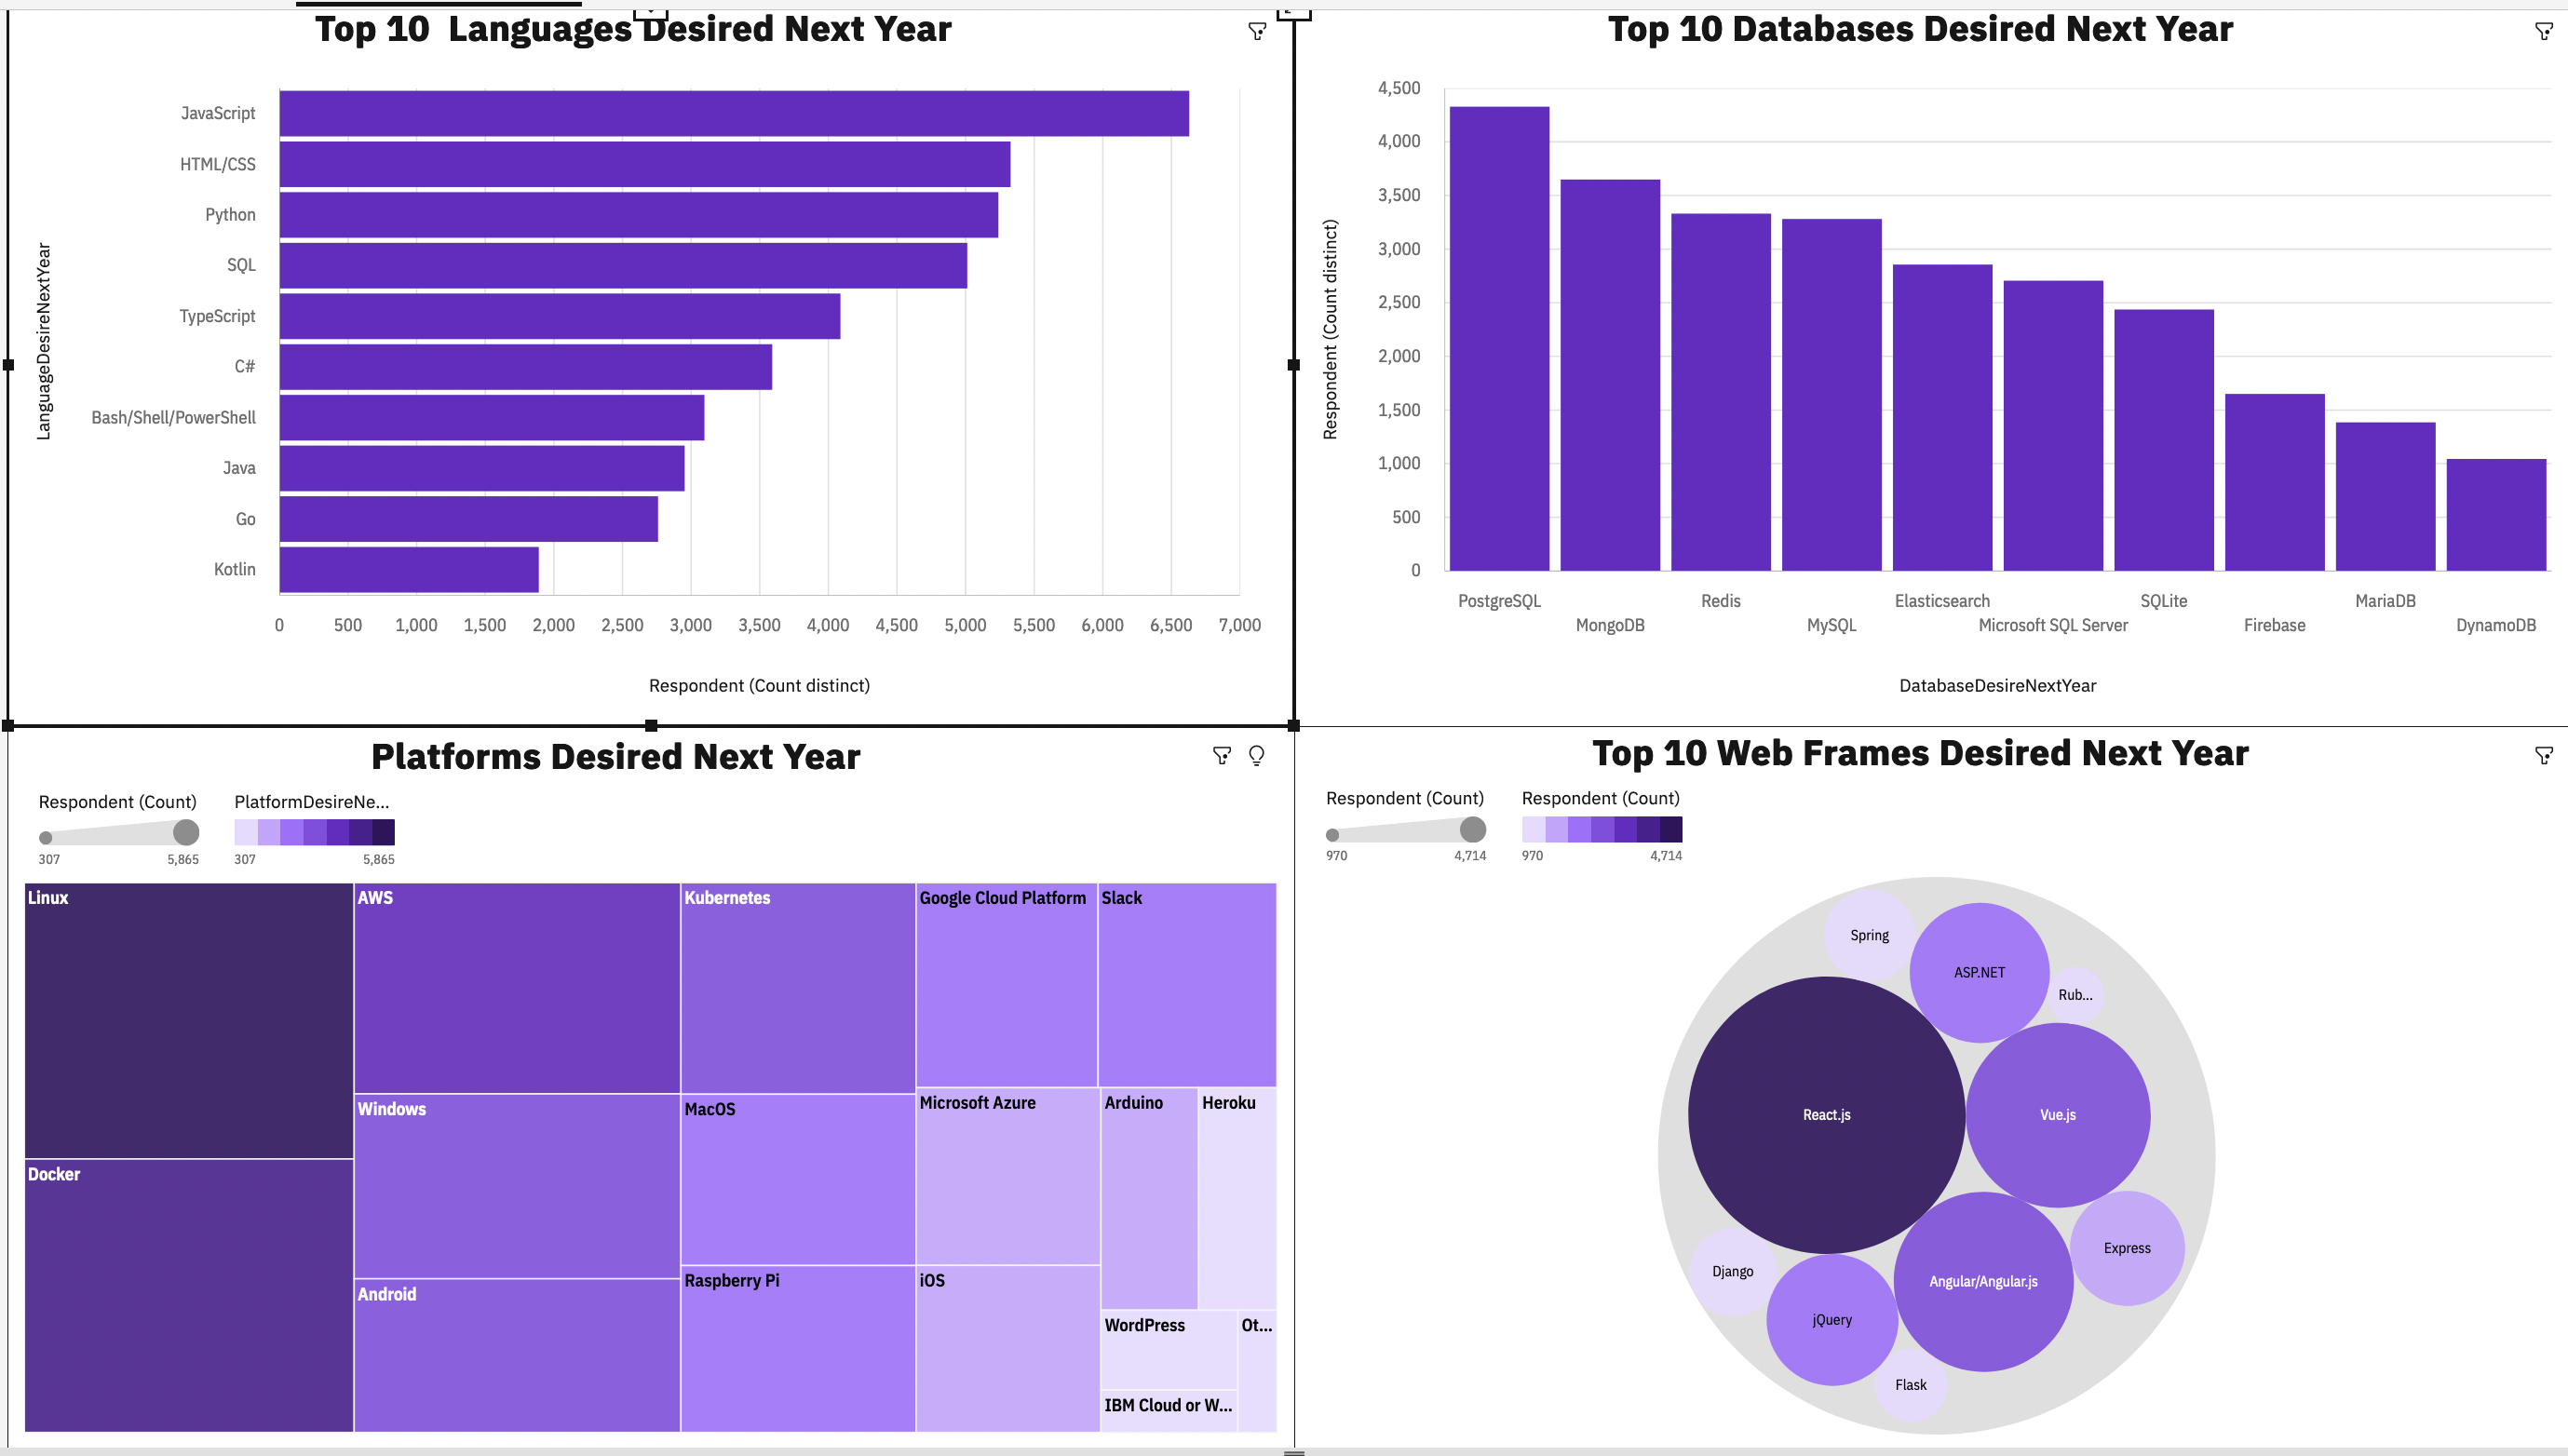 Top 10 Languages Desired Next Year
LanguageDesireNextYear
JavaScript
HTML/CSS
Python
SQL
TypeScript
C#
Bash/Shell/PowerShell
Java
Go
Kotlin
0 500 1,000 1,500 2,000 2,500 3,000 3,500 4,000 4,500 5,000 5,500 6,000 6,500 7,000
Respondent (Count distinct)
Top 10 Databases Desired Next Year
Respondent (Count distinct)
4,500
4,000
3,500
3,000
2,500
2,000
1,500
1,000
500
0
PostgreSQL Redis Elasticsearch SQLite MariaDB
MongoDB MySQL Microsoft SQL Server Firebase DynamoDB
DatabaseDesireNextYear
Platforms Desired Next Year
Respondent (Count) PlatformDesireNe...
307 5,865 307 5,865
Linux AWS Kubernetes Google Cloud Platform Slack
Microsoft Azure Arduino Heroku
Windows MacOS
Docker
Raspberry Pi iOS
Android
WordPress Ot...
IBM Cloud or W...
Top 10 Web Frames Desired Next Year
Respondent (Count) Respondent (Count)
970 4,714 970 4,714
Spring
ASP.NET
Rub...
React.js Vue.js
Express
Django
Angular/Angular.js
jQuery
Flask